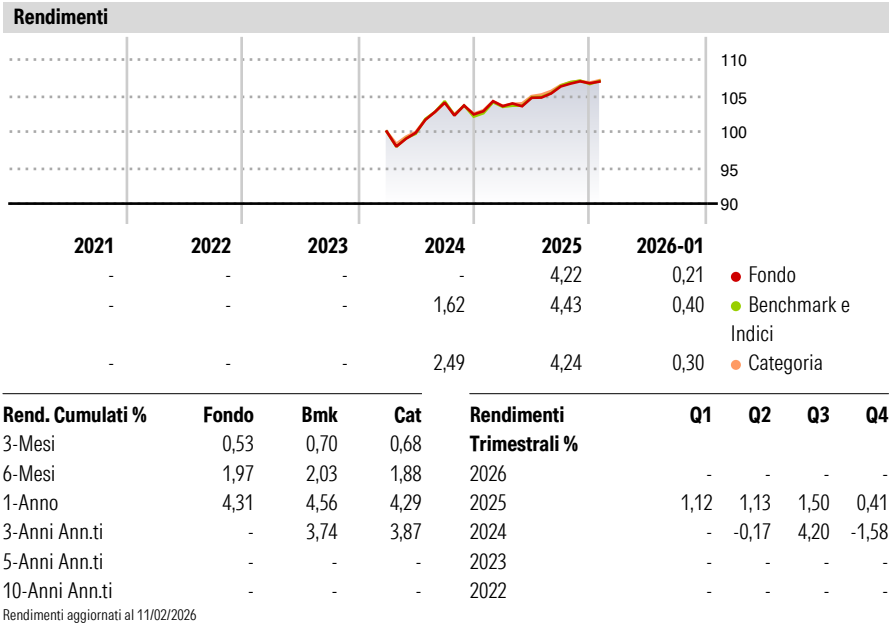 Rendimenti
110
105
100
95
90
2021 2022 2023 2024 2025 2026-01
- - - - 4,22 0,21 Fondo
- - - 1,62 4,43 0,40 Benchmark e
Indici
- - - 2,49 4,24 0,30 Categoria
Rend. Cumulati % Fondo Bmk Cat
3-Mesi 0,53 0,70 0,68
6-Mesi 1,97 2,03 1,88
1-Anno 4,31 4,56 4,29
3-Anni Ann.ti - 3,74 3,87
5-Anni Ann.ti - - -
10-Anni Ann.ti - - -
Rendimenti Q1 Q2 Q3 Q4
Trimestrali %
2026 - - - -
2025 1,12 1,13 1,50 0,41
2024 - -0,17 4,20 -1,58
2023 - - - -
2022 - - - -
Rendimenti aggiornati al 11/02/2026